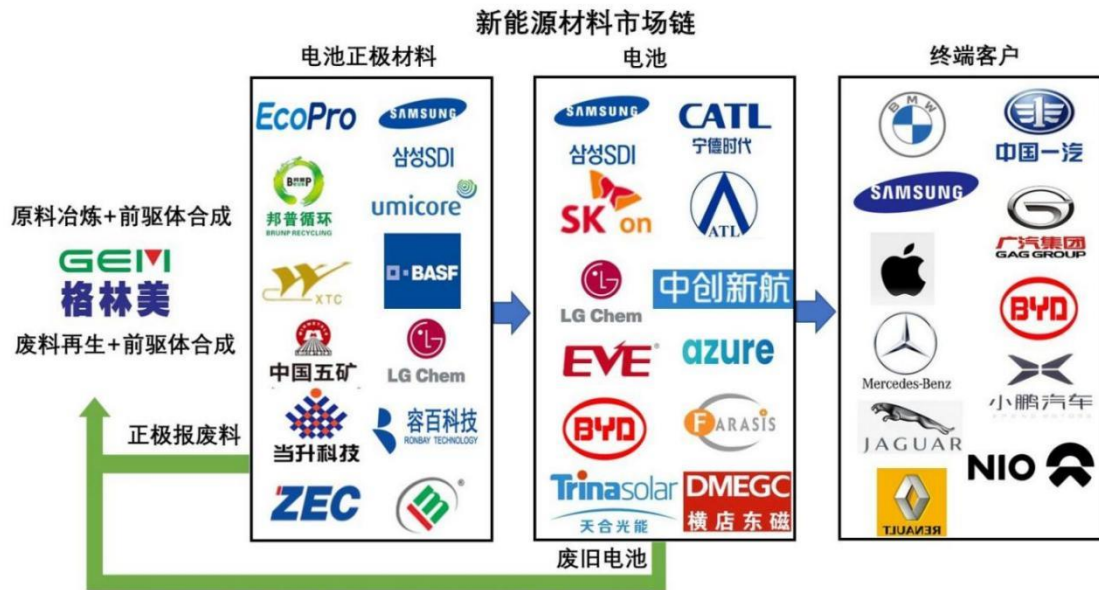 新能源材料市场链
电池正极材料
电池
终端客户
原料冶炼+前驱体合成
GEM
格林美
废料再生+前驱体合成
正极报废料
废旧电池
EcoPro
SAMSUNG
삼성SDI
BRUNP
邦普循环
BRUNP RECYCLING
umicore
XTC
BASF
中国五矿
LG Chem
当升科技
容百科技
RONBAY TECHNOLOGY
ZEC
SAMSUNG
삼성SDI
CATL
宁德时代
SK on
ATL
LG Chem
中创新航
EVE
azure
BYD
FARASIS
Trinasolar
天合光能
DMEGC
横店东磁
BMW
中国一汽
SAMSUNG
广汽集团
GAG GROUP
BYD
Mercedes-Benz
小鹏汽车
JAGUAR
NIO
RENAULT